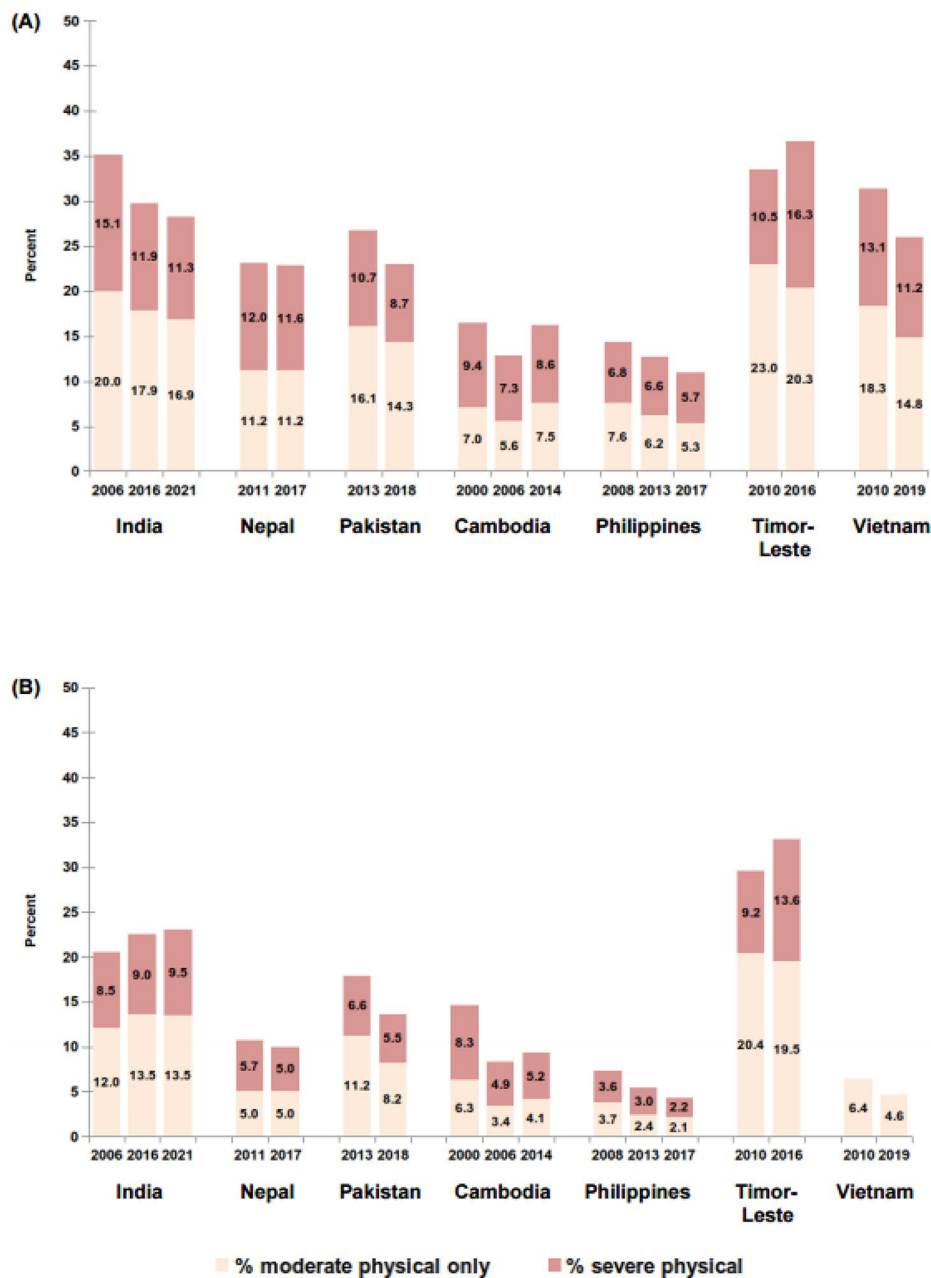 (A)
50
45
40
35
30
25
20
15
10
5
0
Percent
15.1 11.9 11.3 12.0 11.6 10.7 8.7 9.4 7.3 8.6 6.8 6.6 5.7 10.5 16.3 13.1 11.2
20.0 17.9 16.9 11.2 11.2 16.1 14.3 7.0 5.6 7.5 7.6 6.2 5.3 23.0 20.3 18.3 14.8
2006 2016 2021 2011 2017 2013 2018 2000 2006 2014 2008 2013 2017 2010 2016 2010 2019
India Nepal Pakistan Cambodia Philippines Timor- Vietnam
Leste
(B)
50
45
40
35
30
25
20
15
10
5
0
Percent
8.5 9.0 9.5 5.7 5.0 6.6 5.5 8.3 4.9 5.2 3.6 3.0 2.2 9.2 13.6
12.0 13.5 13.5 5.0 5.0 11.2 8.2 6.3 3.4 4.1 3.7 2.4 2.1 20.4 19.5 6.4 4.6
2006 2016 2021 2011 2017 2013 2018 2000 2006 2014 2008 2013 2017 2010 2016 2010 2019
India Nepal Pakistan Cambodia Philippines Timor- Vietnam
Leste
% moderate physical only % severe physical